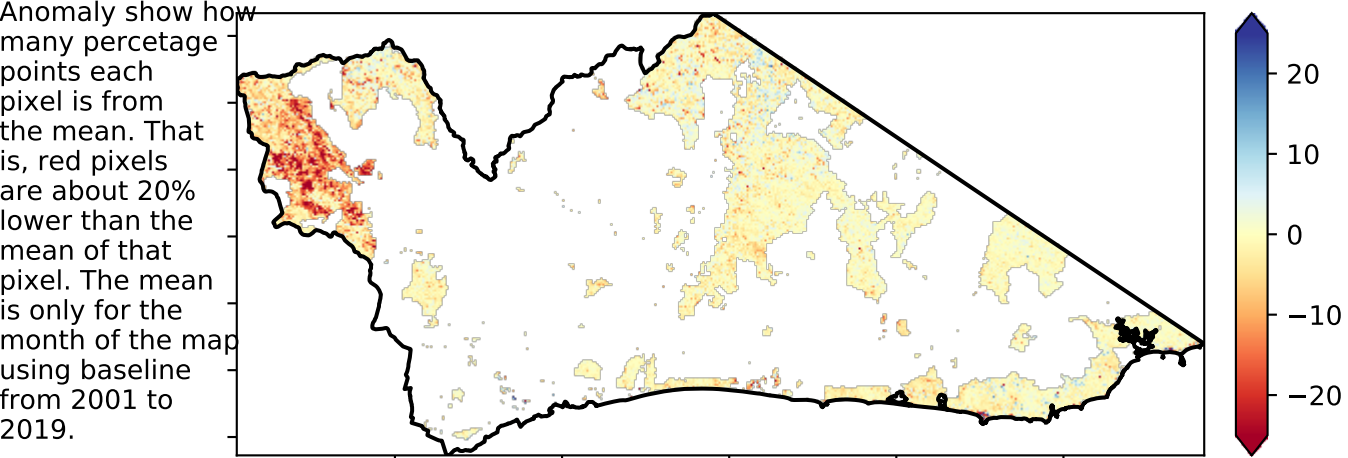 Anomaly show how
many percetage
points each
pixel is from
the mean. That
is, red pixels
are about 20%
lower than the
mean of that
pixel. The mean
is only for the
month of the map
using baseline
from 2001 to
2019.
20
10
0
−10
−20